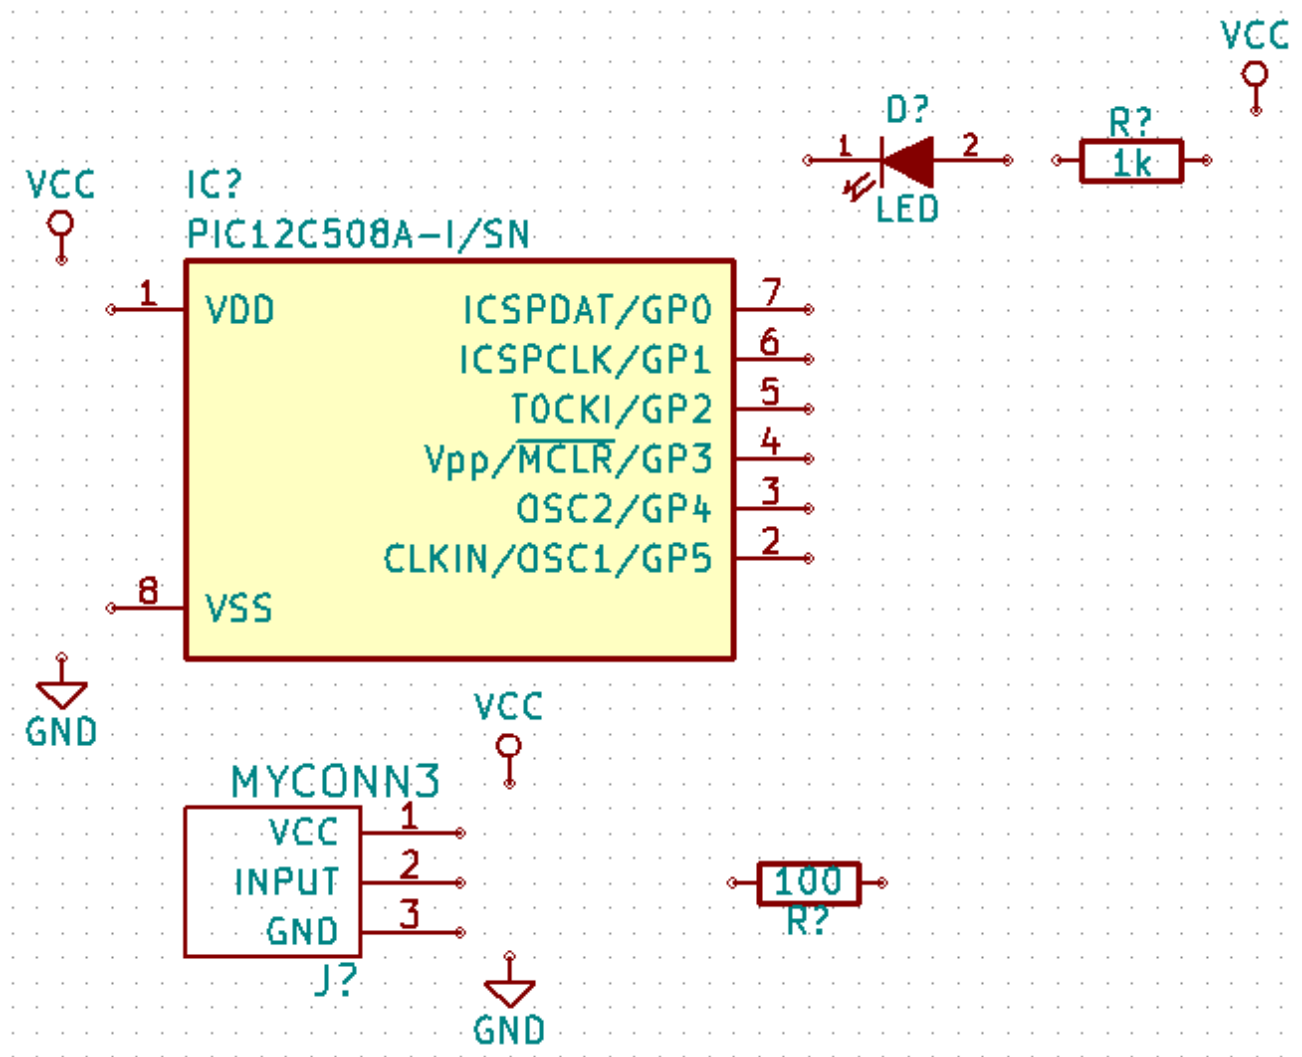 VCC
D?
1
2
LED
R?
1k
VCC
IC?
PIC12C508A-I/SN
1
VDD
ICSPDAT/GP0
7
ICSPCLK/GP1
6
T0CKI/GP2
5
Vpp/MCLR/GP3
4
OSC2/GP4
3
CLKIN/OSC1/GP5
2
8
VSS
GND
VCC
MYCONN3
VCC
1
INPUT
2
GND
3
J?
100
R?
GND